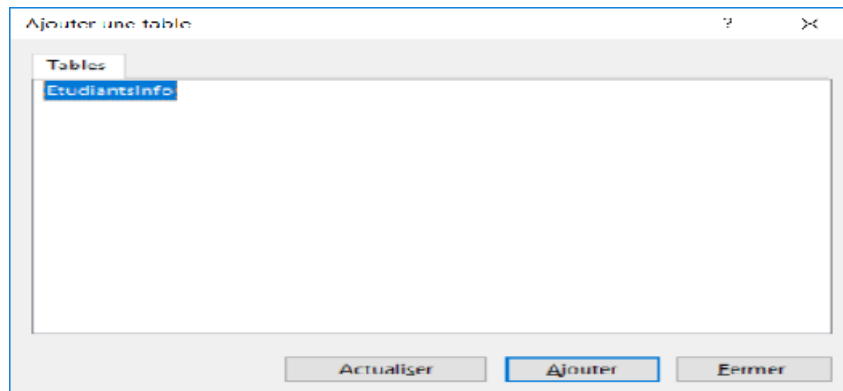 Ajouter une table ? ×
Tables
EtudiantsInfo
Actualiser Ajouter Fermer